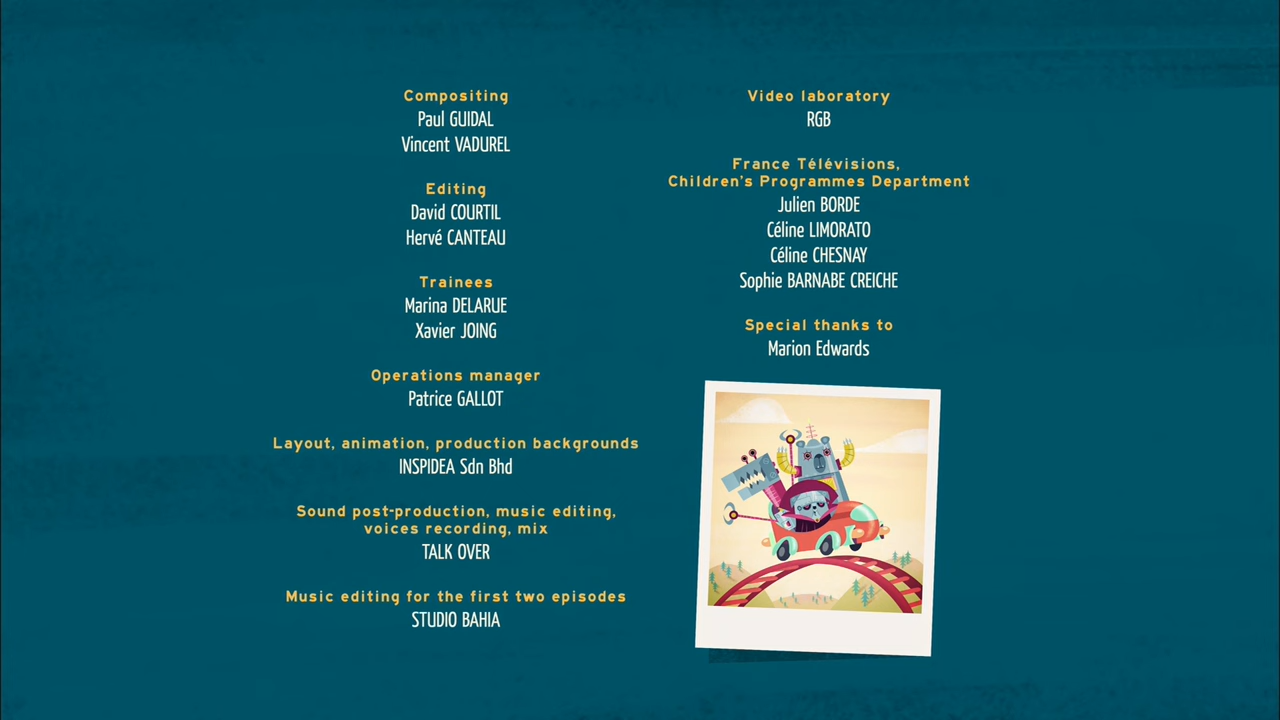 Compositing
Paul GUIDAL
Vincent VADUREL
Editing
David COURTIL
Hervé CANTEAU
Trainees
Marina DELARUE
Xavier JOING
Operations manager
Patrice GALLOT
Layout, animation, production backgrounds
INSPIDEA Sdn Bhd
Sound post-production, music editing,
voices recording, mix
TALK OVER
Music editing for the first two episodes
STUDIO BAHIA
Video laboratory
RGB
France Télévisions,
Children's Programmes Department
Julien BORDE
Céline LIMORATO
Céline CHESNAY
Sophie BARNABE CREICHE
Special thanks to
Marion Edwards